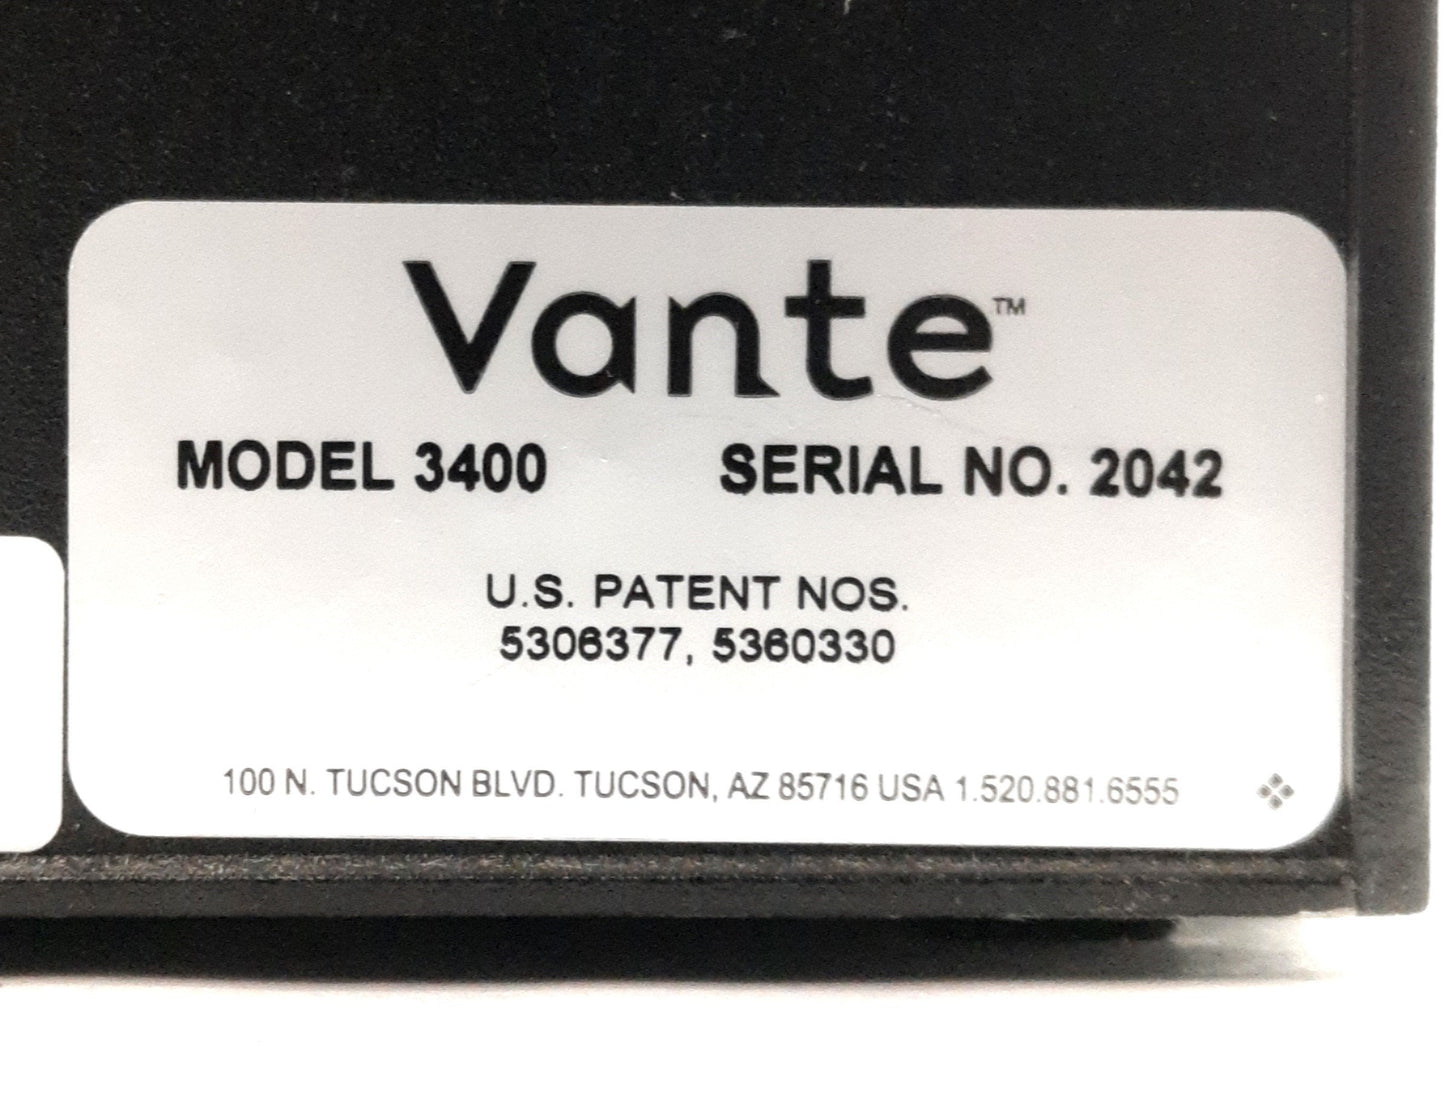 Vante™
MODEL 3400 SERIAL NO. 2042
U.S. PATENT NOS.
5306377, 5360330
100 N. TUCSON BLVD. TUCSON, AZ 85716 USA 1.520.881.6555